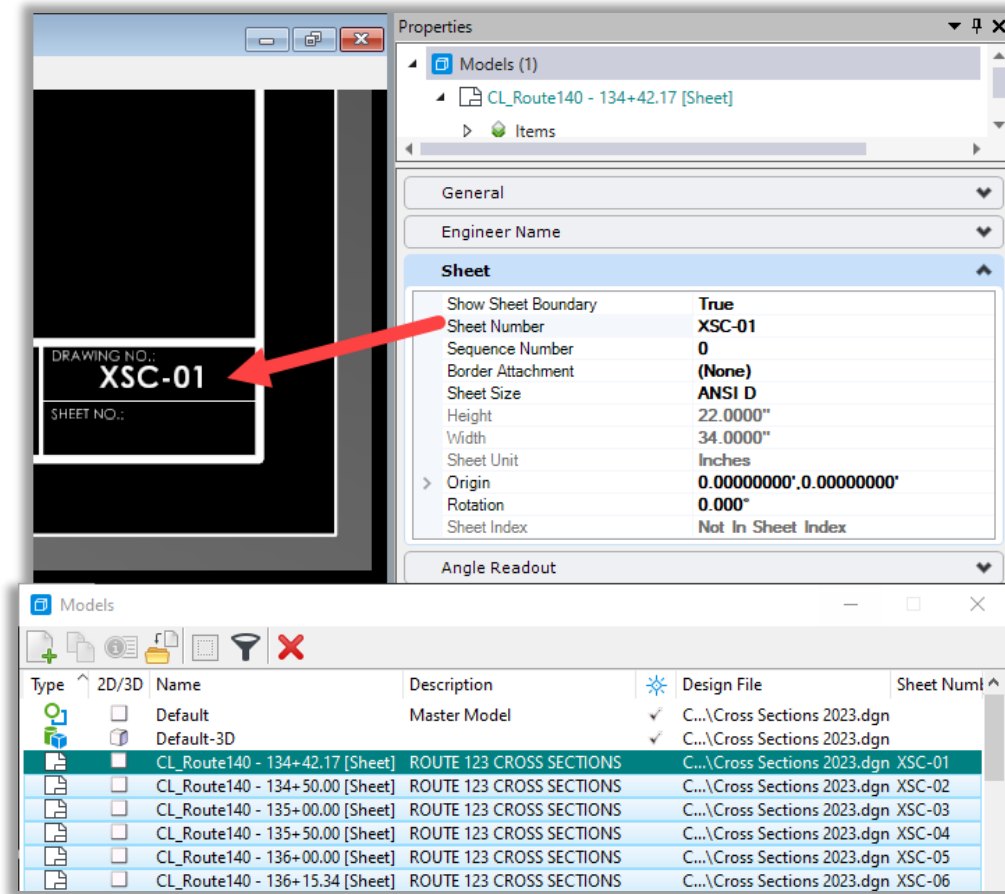 Properties
Models (1)
CL_Route140 - 134+42.17 [Sheet]
Items
General
Engineer Name
Sheet
Show Sheet Boundary True
Sheet Number XSC-01
Sequence Number 0
Border Attachment (None)
Sheet Size ANSI D
Height 22.0000"
Width 34.0000"
Sheet Unit Inches
Origin 0.00000000',0.00000000'
Rotation 0.000°
Sheet Index Not In Sheet Index
Angle Readout
DRAWING NO.:
XSC-01
SHEET NO.:
Models
Type 2D/3D Name Description Design File Sheet Numb
Default Master Model C...\Cross Sections 2023.dgn
Default-3D C...\Cross Sections 2023.dgn
CL_Route140 - 134+42.17 [Sheet] ROUTE 123 CROSS SECTIONS C...\Cross Sections 2023.dgn XSC-01
CL_Route140 - 134+50.00 [Sheet] ROUTE 123 CROSS SECTIONS C...\Cross Sections 2023.dgn XSC-02
CL_Route140 - 135+00.00 [Sheet] ROUTE 123 CROSS SECTIONS C...\Cross Sections 2023.dgn XSC-03
CL_Route140 - 135+50.00 [Sheet] ROUTE 123 CROSS SECTIONS C...\Cross Sections 2023.dgn XSC-04
CL_Route140 - 136+00.00 [Sheet] ROUTE 123 CROSS SECTIONS C...\Cross Sections 2023.dgn XSC-05
CL_Route140 - 136+15.34 [Sheet] ROUTE 123 CROSS SECTIONS C...\Cross Sections 2023.dgn XSC-06